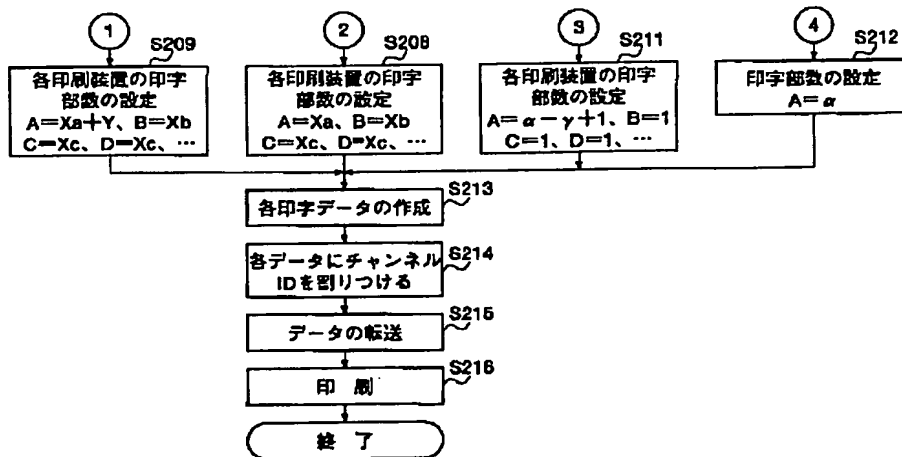 1
S209
各印刷装置の印字
部数の設定
A=Xa+Y、B=Xb
C=Xc、D=Xc、…
2
S208
各印刷装置の印字
部数の設定
A=Xa、B=Xb
C=Xc、D=Xc、…
3
S211
各印刷装置の印字
部数の設定
A=α-γ+1、B=1
C=1、D=1、…
4
S212
印字部数の設定
A=α
S213
各印字データの作成
S214
各データにチャンネル
IDを割りつける
S215
データの転送
S216
印 刷
終 了